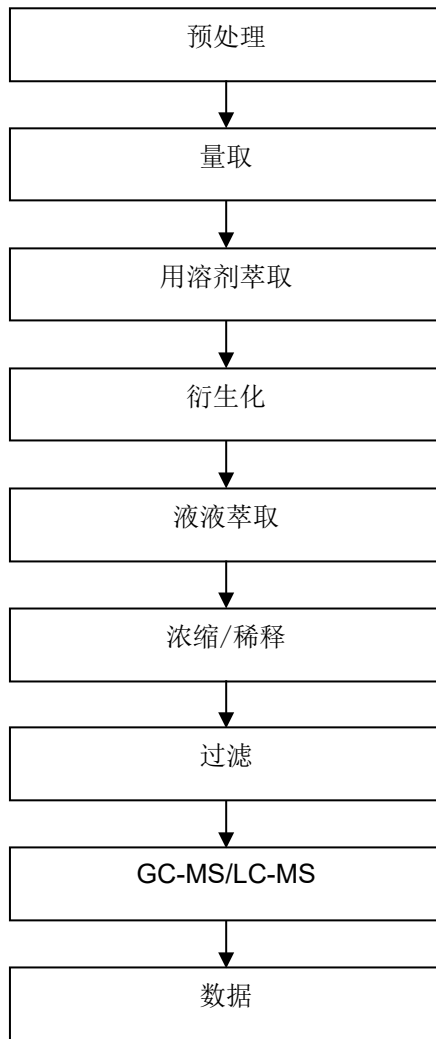 预处理
量取
用溶剂萃取
衍生化
液液萃取
浓缩/稀释
过滤
GC-MS/LC-MS
数据